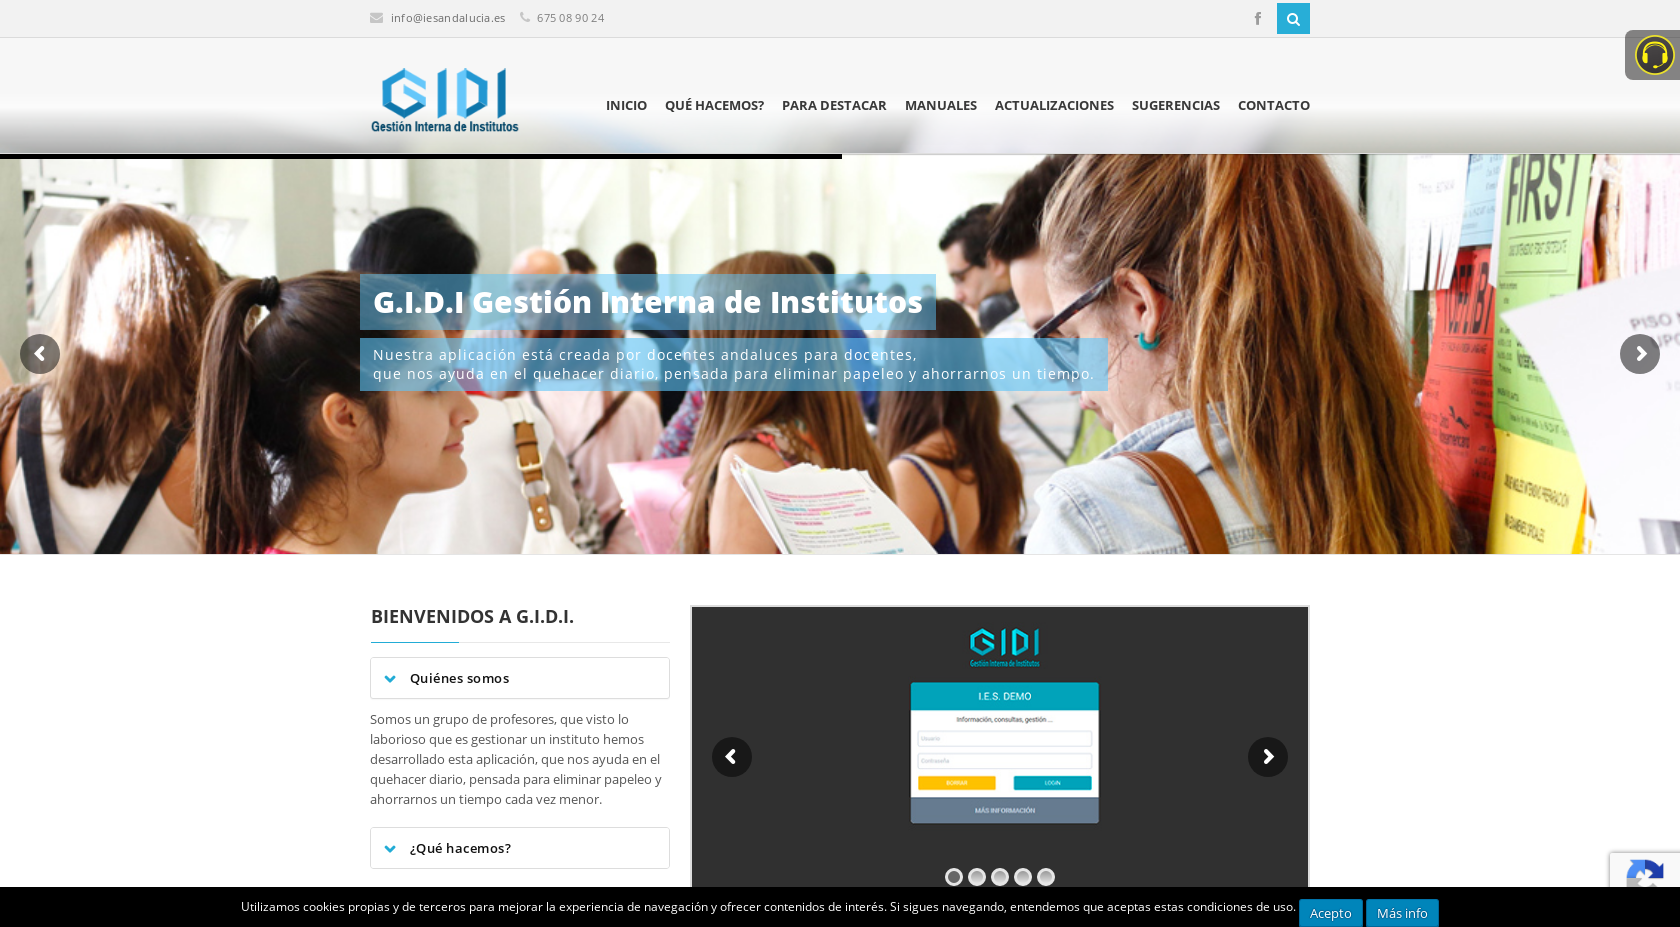 info@iesandalucia.es 675 08 90 24
GIDI
Gestión Interna de Institutos
INICIO QUÉ HACEMOS? PARA DESTACAR MANUALES ACTUALIZACIONES SUGERENCIAS CONTACTO
FIRST
G.I.D.I Gestión Interna de Institutos
Nuestra aplicación está creada por docentes andaluces para docentes,
que nos ayuda en el quehacer diario, pensada para eliminar papeleo y ahorrarnos un tiempo.
PISO
BIENVENIDOS A G.I.D.I.
Quiénes somos
Somos un grupo de profesores, que visto lo
laborioso que es gestionar un instituto hemos
desarrollado esta aplicación, que nos ayuda en el
quehacer diario, pensada para eliminar papeleo y
ahorrarnos un tiempo cada vez menor.
¿Qué hacemos?
GIDI
Gestión Interna de Institutos
I.E.S. DEMO
Información, consultas, gestión ...
Usuario
Contraseña
BORRAR LOGIN
MÁS INFORMACIÓN
Utilizamos cookies propias y de terceros para mejorar la experiencia de navegación y ofrecer contenidos de interés. Si sigues navegando, entendemos que aceptas estas condiciones de uso. Acepto Más info